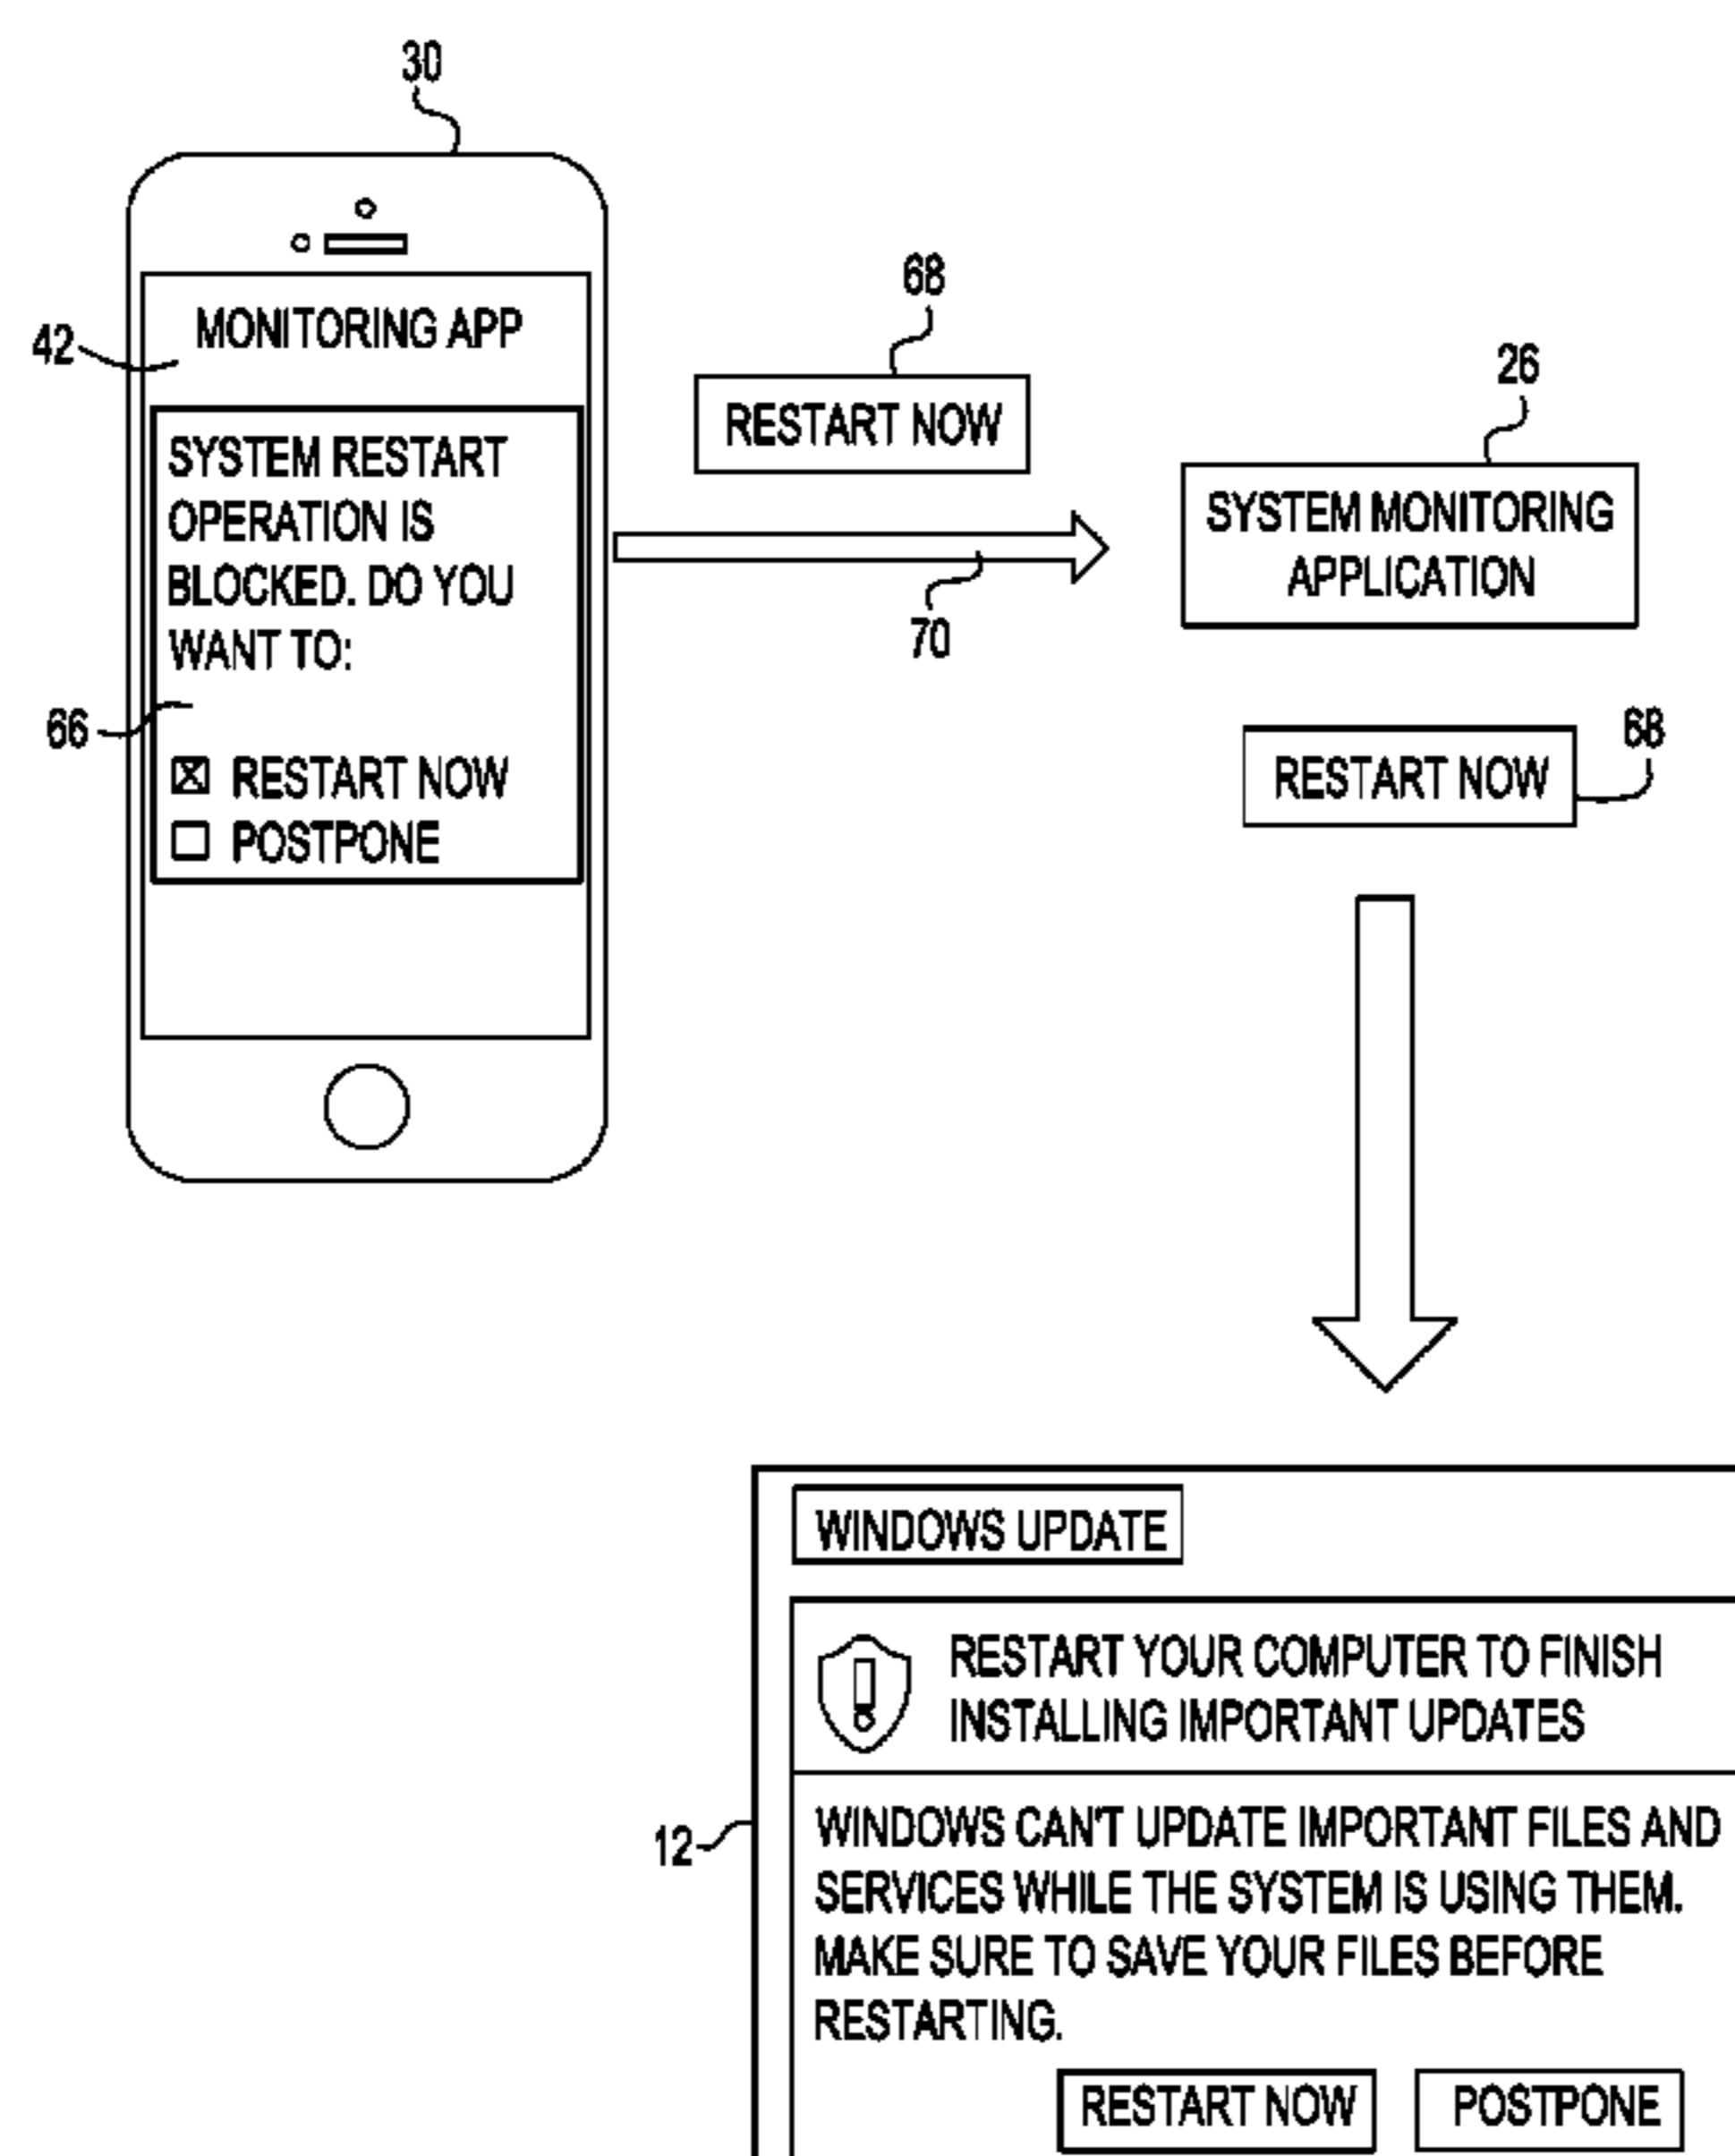 30
MONITORING APP
42
SYSTEM RESTART
OPERATION IS
BLOCKED. DO YOU
WANT TO:
66
RESTART NOW
POSTPONE
68
RESTART NOW
70
26
SYSTEM MONITORING
APPLICATION
RESTART NOW
68
WINDOWS UPDATE
RESTART YOUR COMPUTER TO FINISH
INSTALLING IMPORTANT UPDATES
12
WINDOWS CAN'T UPDATE IMPORTANT FILES AND
SERVICES WHILE THE SYSTEM IS USING THEM.
MAKE SURE TO SAVE YOUR FILES BEFORE
RESTARTING.
RESTART NOW
POSTPONE